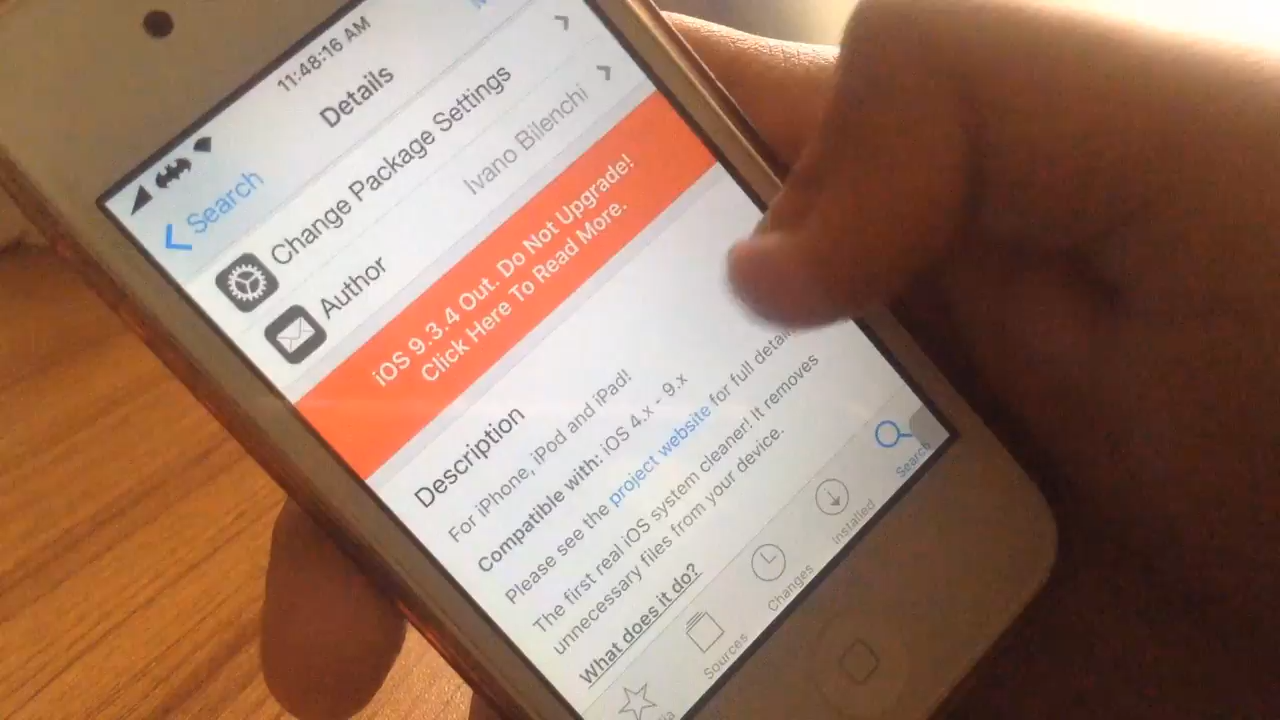 11:48:16 AM
Search
Details
Change Package Settings
Author
Ivano Bilenchi
iOS 9.3.4 Out. Do Not Upgrade!
Click Here To Read More.
Description
For iPhone, iPod and iPad!
Compatible with: iOS 4.x - 9.x
Please see the project website for full
The first real iOS system cleaner! It removes
unnecessary files from your device.
What does it do?
Sources
Changes
Installed
Search